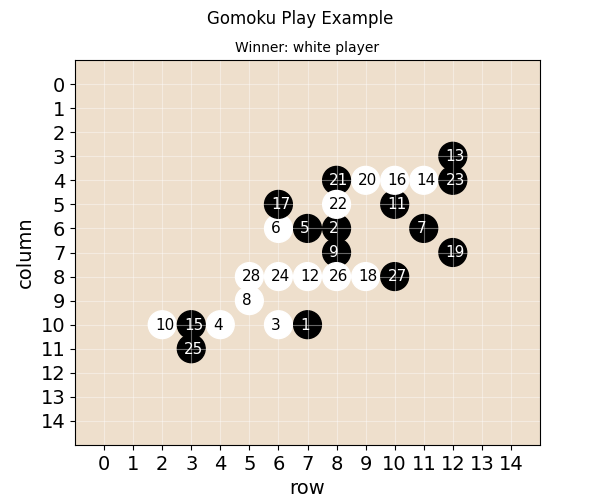 Gomoku Play Example
Winner: white player
column
0
1
2
3 13
4 21 20 16 14 23
5 17 22 11
6 6 5 2 7
7 9 19
8 28 24 12 26 18 27
9 8
10 10 15 4 3 1
11 25
12
13
14
0 1 2 3 4 5 6 7 8 9 10 11 12 13 14
row